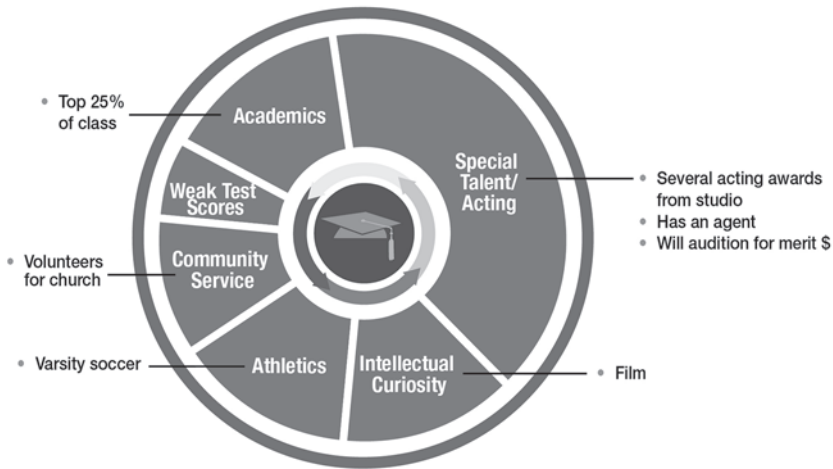 Academics
• Top 25%
of class
Special
Talent/
Acting
• Several acting awards
from studio
• Has an agent
• Will audition for merit $
Weak Test
Scores
Community
Service
• Volunteers
for church
Athletics
• Varsity soccer
Intellectual
Curiosity
• Film